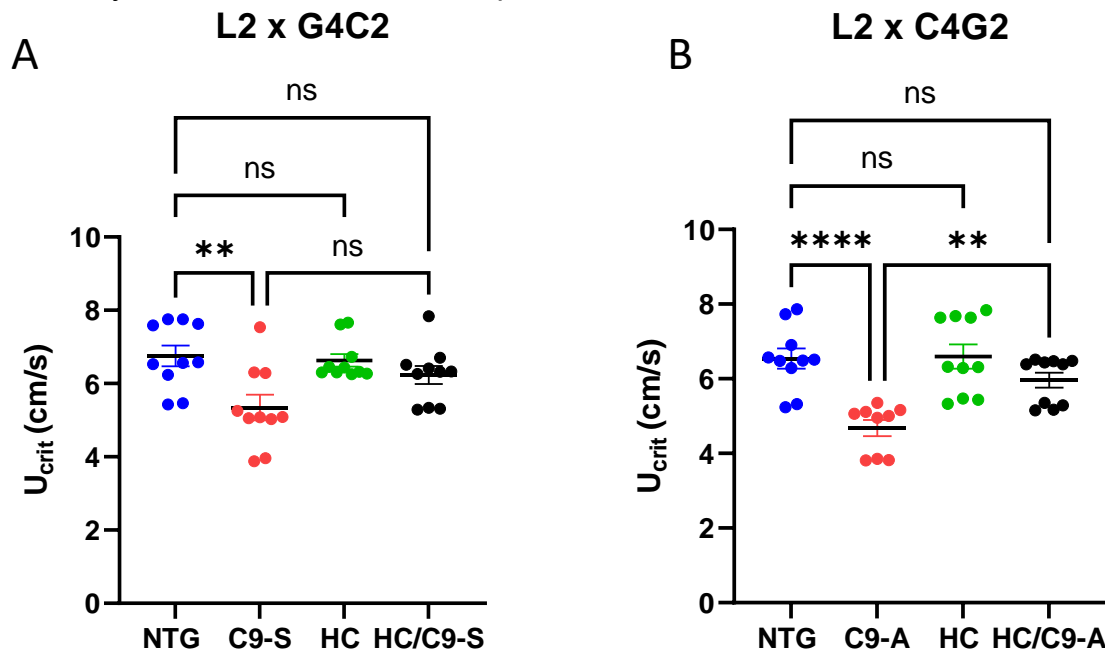 L2 x G4C2
A
ns
ns
**
ns
10
8
6
4
2
0
Ucrit (cm/s)
NTG C9-S HC HC/C9-S
L2 x C4G2
B
ns
ns
****
**
10
8
6
4
2
0
Ucrit (cm/s)
NTG C9-A HC HC/C9-A